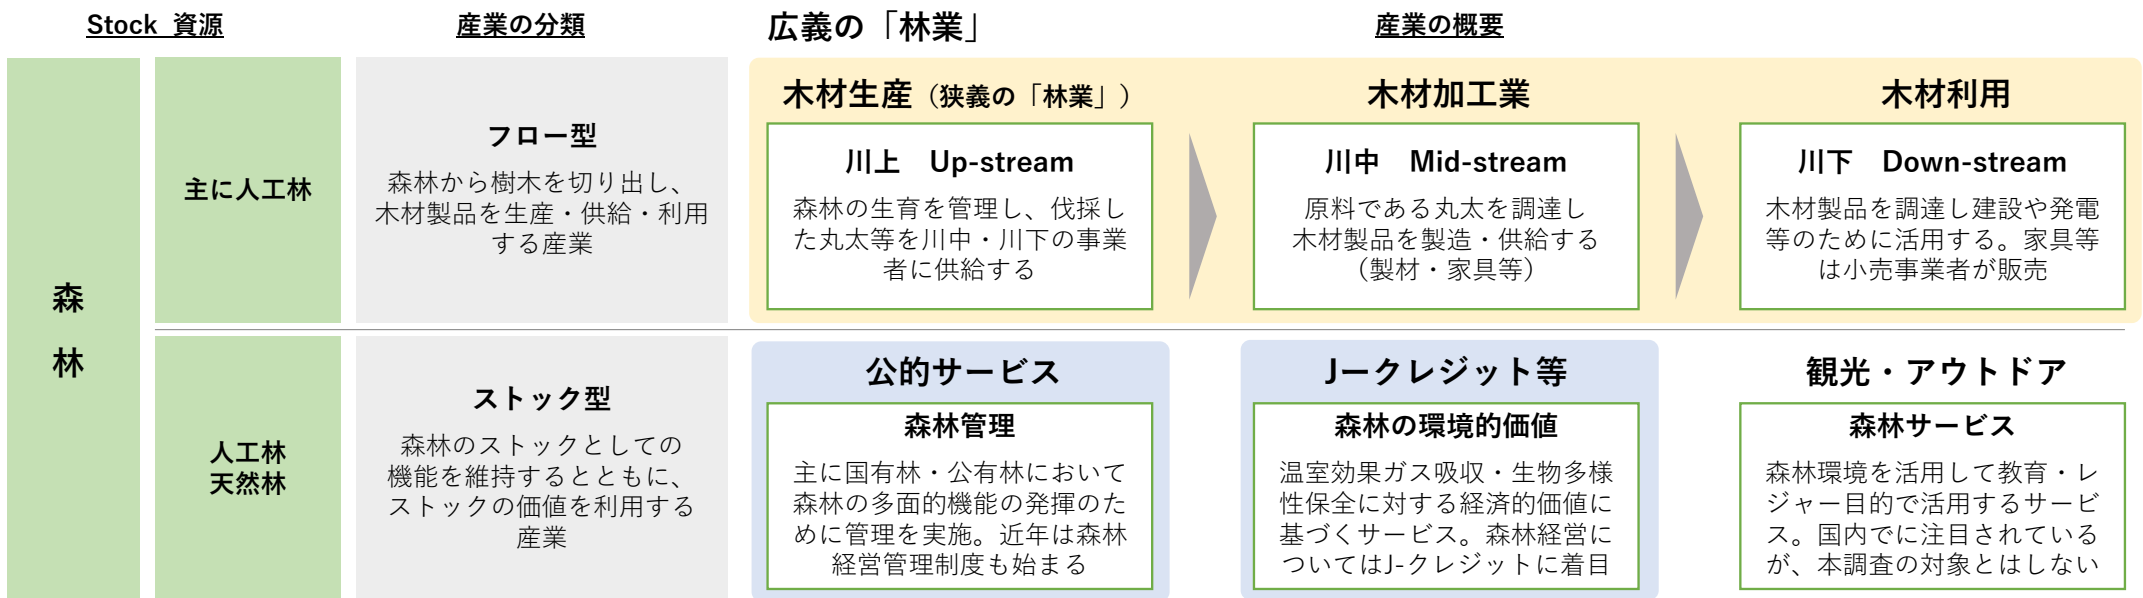 Stock 資源
産業の分類
広義の「林業」
産業の概要
森
林
主に人工林
フロー型
森林から樹木を切り出し、
木材製品を生産・供給・利用
する産業
木材生産（狭義の「林業」）
川上 Up-stream
森林の生育を管理し、伐採し
た丸太等を川中・川下の事業
者に供給する
木材加工業
川中 Mid-stream
原料である丸太を調達し
木材製品を製造・供給する
（製材・家具等）
木材利用
川下 Down-stream
木材製品を調達し建設や発電
等のために活用する。家具等
は小売事業者が販売
人工林
天然林
ストック型
森林のストックとしての
機能を維持するとともに、
ストックの価値を利用する
産業
公的サービス
森林管理
主に国有林・公有林において
森林の多面的機能の発揮のた
めに管理を実施。近年は森林
経営管理制度も始まる
Jークレジット等
森林の環境的価値
温室効果ガス吸収・生物多様
性保全に対する経済的価値に
基づくサービス。森林経営に
ついてはJ-クレジットに着目
観光・アウトドア
森林サービス
森林環境を活用して教育・レ
ジャー目的で活用するサービ
ス。国内でに注目されている
が、本調査の対象とはしない